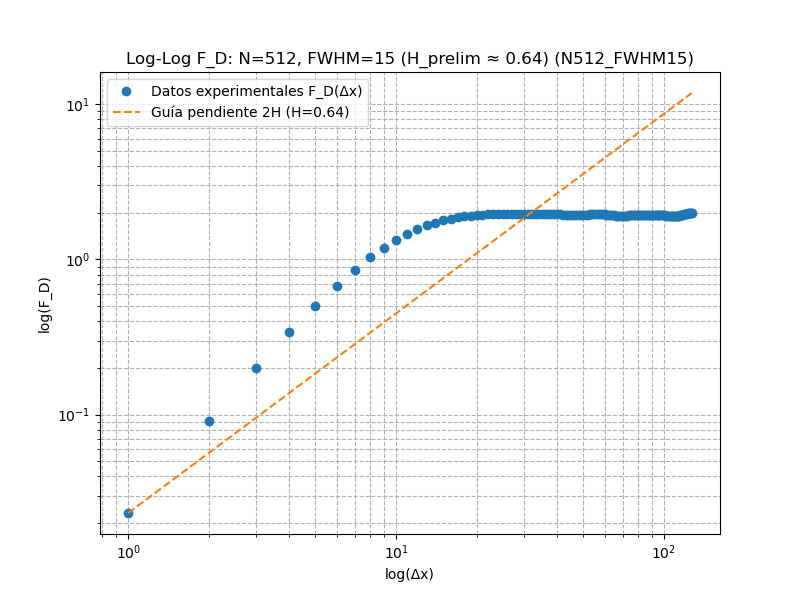 Log-Log F_D: N=512, FWHM=15 (H_prelim ≈ 0.64) (N512_FWHM15)
Datos experimentales F_D(Δx)
Guía pendiente 2H (H=0.64)
10¹
10⁰
10⁻¹
log(F_D)
10⁰ 10¹ 10²
log(Δx)